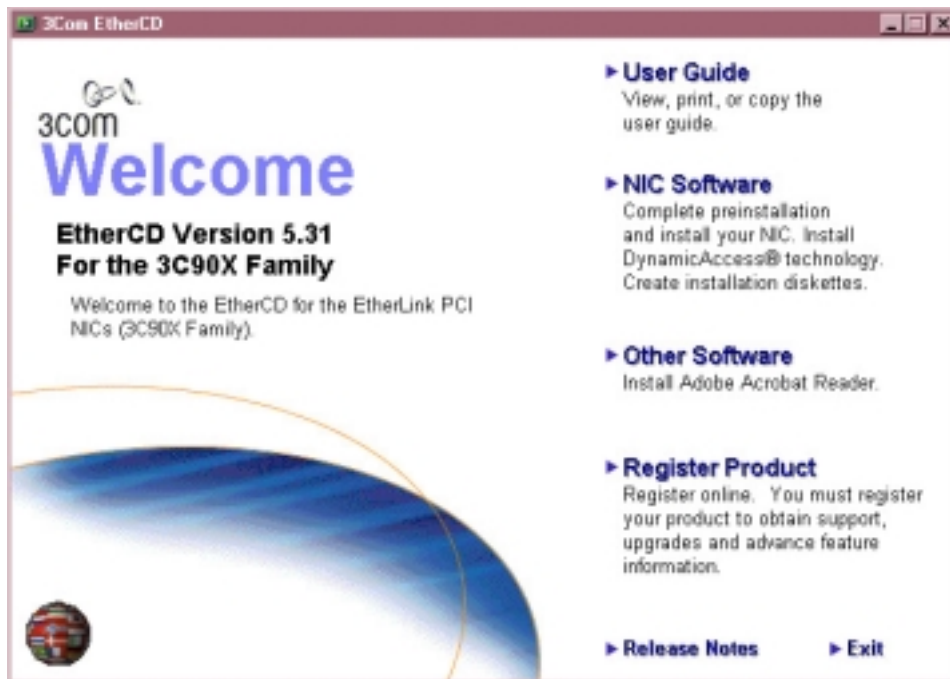 3Com EtherCD
3Com
Welcome
EtherCD Version 5.31
For the 3C90X Family
Welcome to the EtherCD for the EtherLink PCI
NICs (3C90X Family).
User Guide
View, print, or copy the
user guide.
NIC Software
Complete preinstallation
and install your NIC. Install
DynamicAccess® technology.
Create installation diskettes.
Other Software
Install Adobe Acrobat Reader.
Register Product
Register online. You must register
your product to obtain support,
upgrades and advance feature
information.
Release Notes
Exit